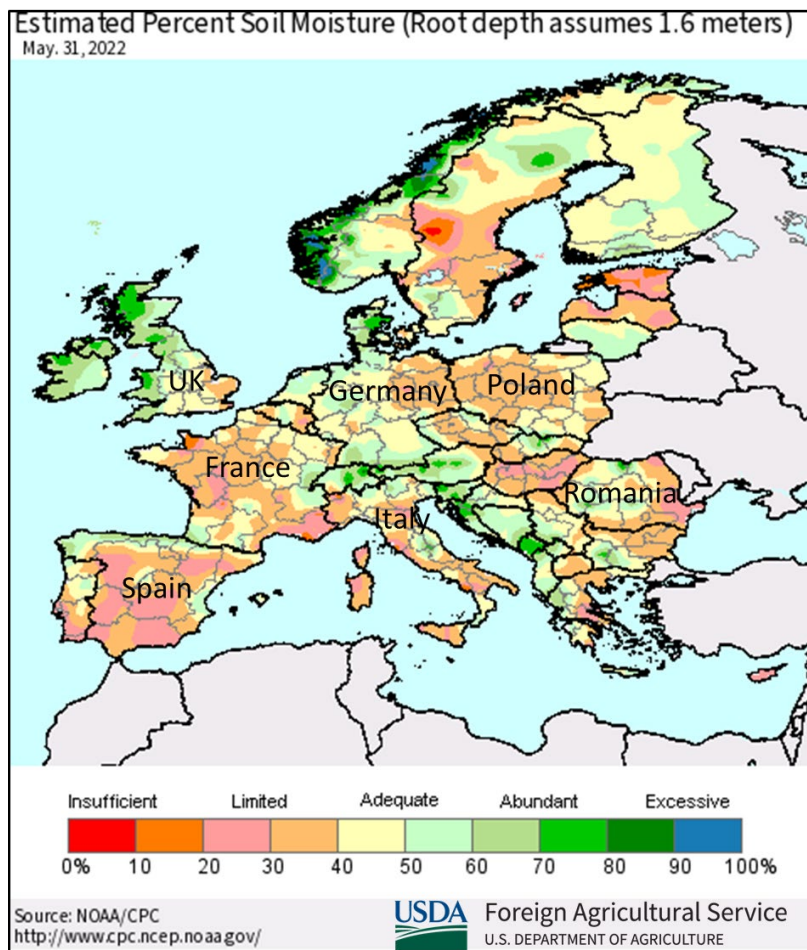 Estimated Percent Soil Moisture (Root depth assumes 1.6 meters)
May. 31, 2022
UK
Germany
Poland
France
Romania
Italy
Spain
Insufficient Limited Adequate Abundant Excessive
0% 10 20 30 40 50 60 70 80 90 100%
Source: NOAA/CPC
http://www.cpc.ncep.noaa.gov/
USDA
Foreign Agricultural Service
U.S. DEPARTMENT OF AGRICULTURE